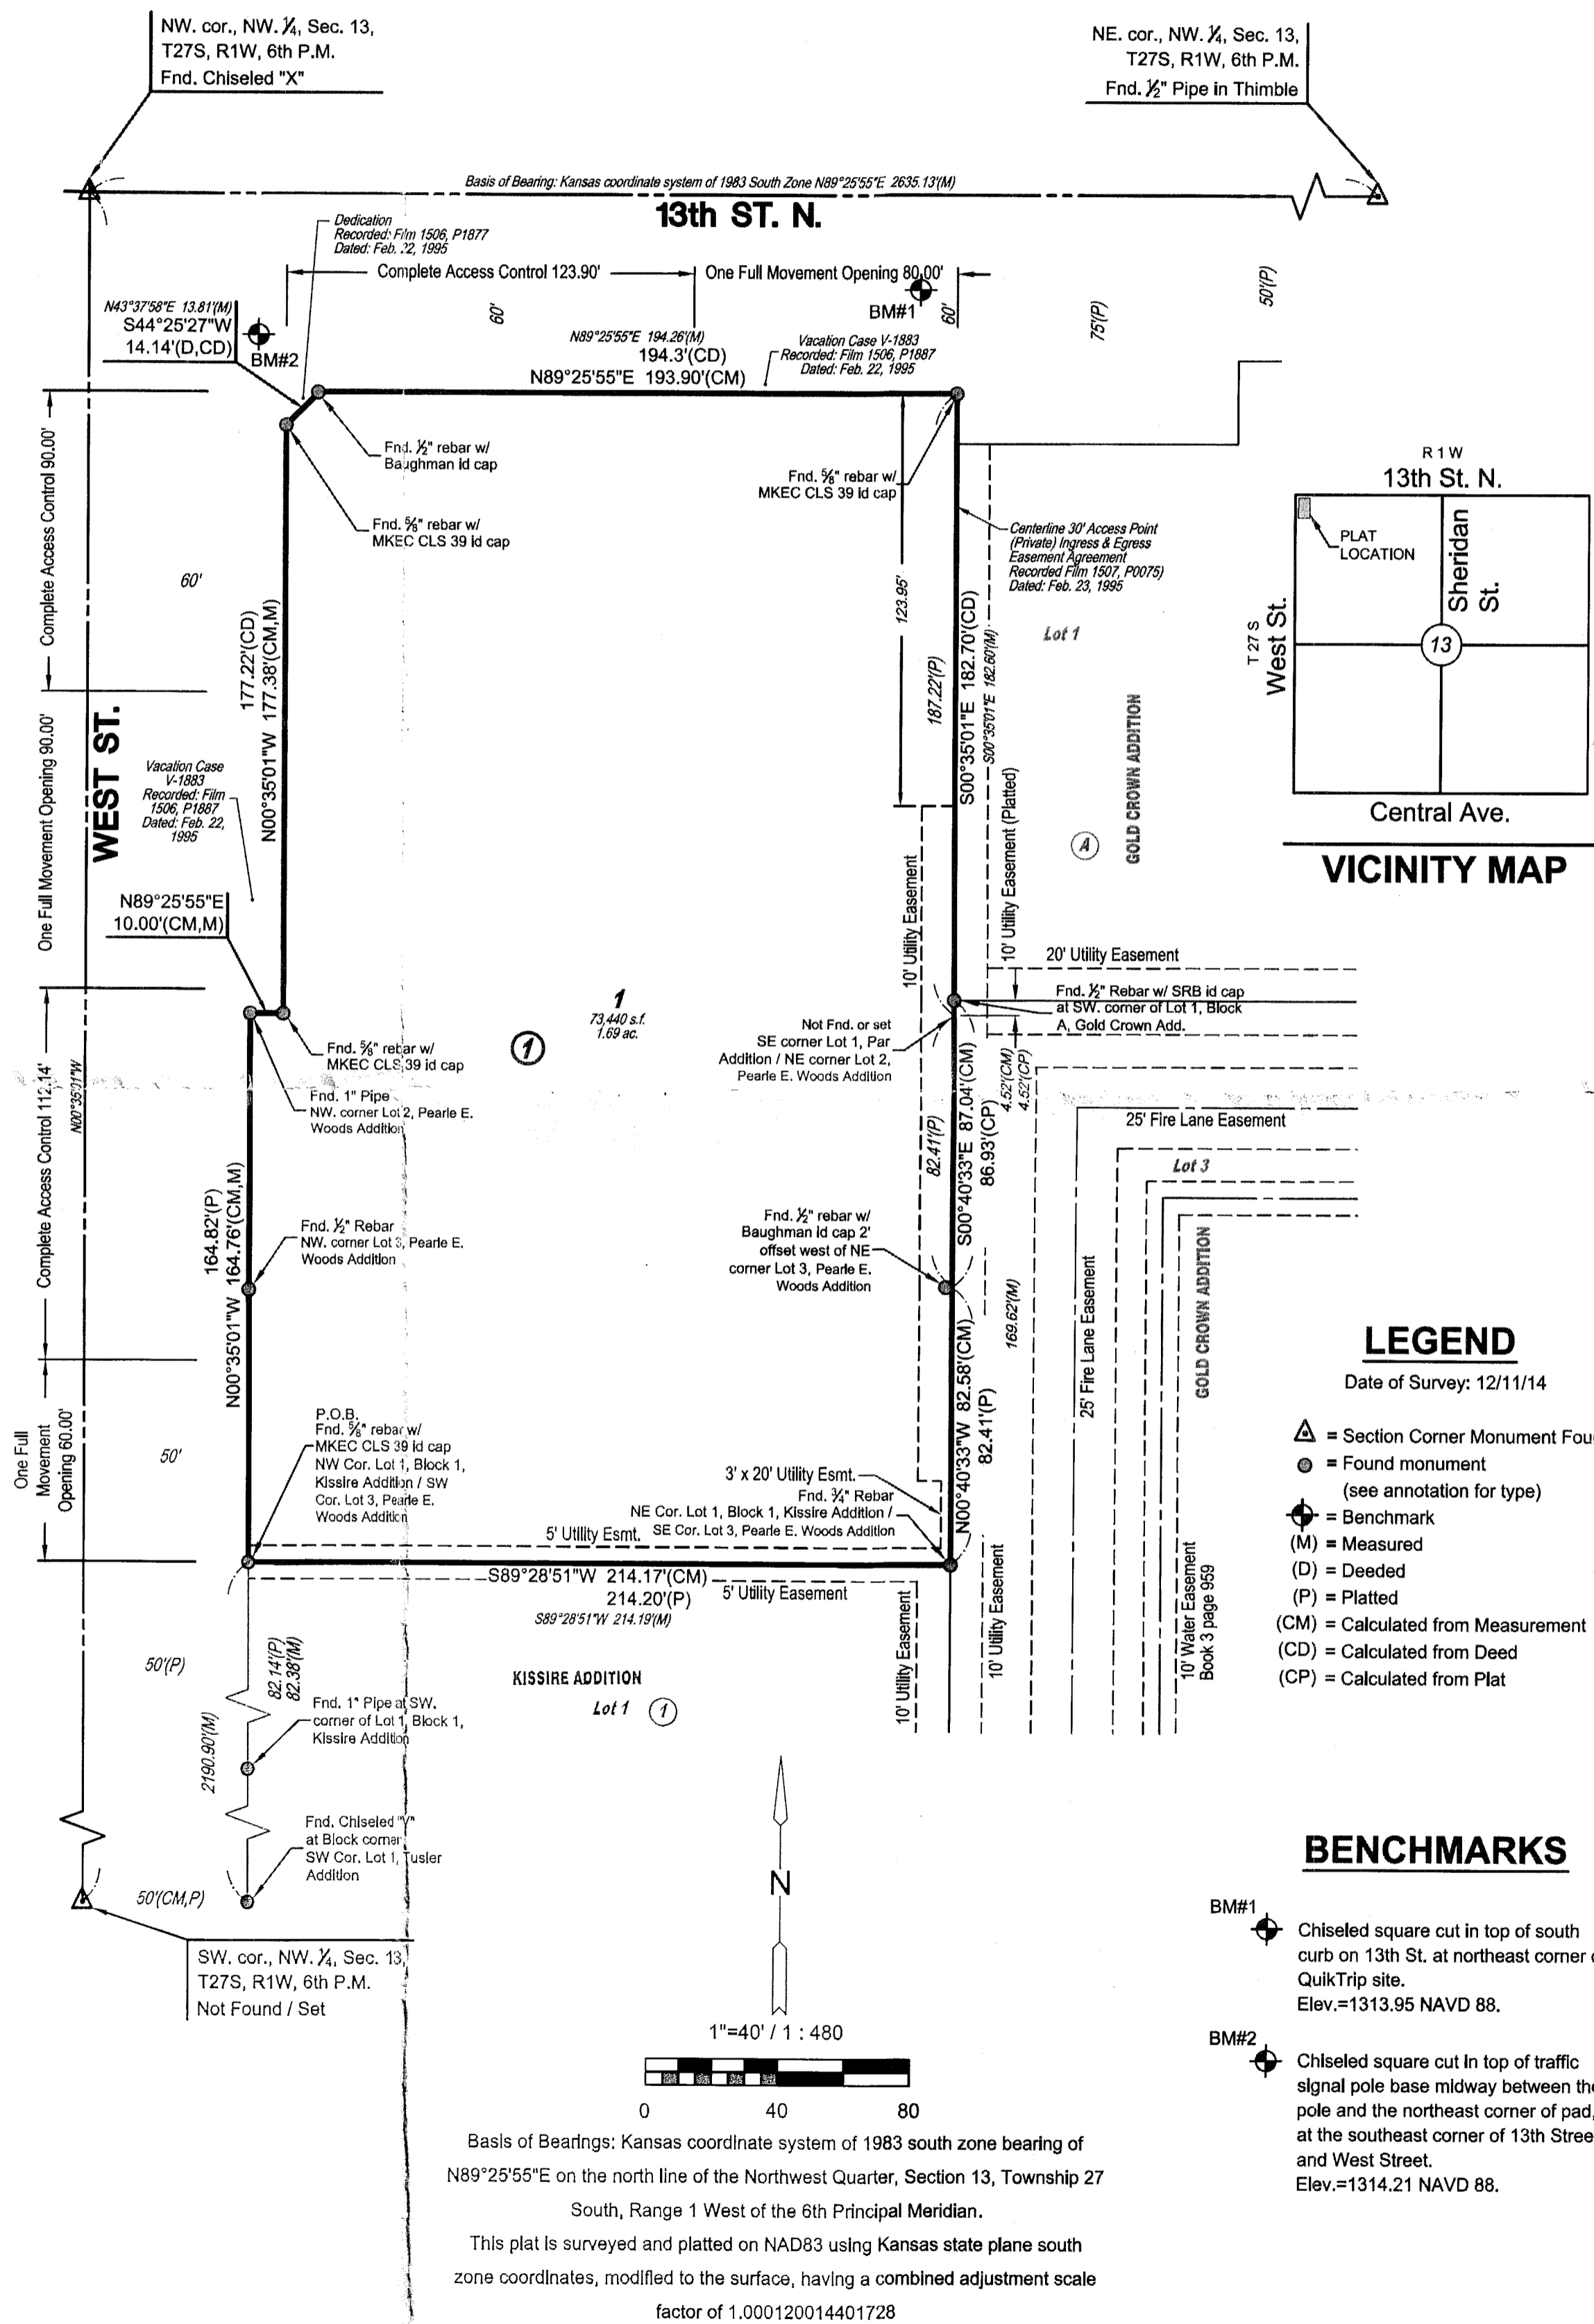 NW. cor., NW. ¼, Sec. 13,
T27S, R1W, 6th P.M.
Fnd. Chiseled "X"
NE. cor., NW. ¼, Sec. 13,
T27S, R1W, 6th P.M.
Fnd. ½" Pipe in Thimble
Basis of Bearing: Kansas coordinate system of 1983 South Zone N89°25'55"E 2635.13'(M)
13th ST. N.
Dedication
Recorded: Film 1506, P1877
Dated: Feb. 22, 1995
Complete Access Control 123.90'
One Full Movement Opening 80.00'
BM#1
60'
60'
75'(P)
50'(P)
N43°37'58"E 13.81'(M)
S44°25'27"W
14.14'(D,CD)
BM#2
N89°25'55"E 194.26'(M)
194.3'(CD)
N89°25'55"E 193.90'(CM)
Vacation Case V-1883
Recorded: Film 1506, P1887
Dated: Feb. 22, 1995
Fnd. ½" rebar w/
Baughman id cap
Fnd. ⅝" rebar w/
MKEC CLS 39 id cap
Fnd. ⅝" rebar w/
MKEC CLS 39 id cap
Centerline 30' Access Point
(Private) Ingress & Egress
Easement Agreement
Recorded Film 1507, P0075)
Dated: Feb. 23, 1995
Complete Access Control 90.00'
60'
One Full Movement Opening 90.00'
WEST ST.
177.22'(CD)
N00°35'01"W 177.38'(CM,M)
Vacation Case
V-1883
Recorded: Film
1506, P1887
Dated: Feb. 22,
1995
N89°25'55"E
10.00'(CM,M)
123.95'
187.22'(P)
S00°35'01"E 182.70'(CD)
S00°35'01"E 182.60'(M)
Lot 1
A
GOLD CROWN ADDITION
10' Utility Easement (Platted)
10' Utility Easement
20' Utility Easement
R 1 W
13th St. N.
PLAT
LOCATION
Sheridan
St.
T 27 S
West St.
13
Central Ave.
VICINITY MAP
1
73,440 s.f.
1.69 ac.
1
Fnd. ½" Rebar w/ SRB id cap
at SW. corner of Lot 1, Block
A, Gold Crown Add.
Not Fnd. or set
SE corner Lot 1, Par
Addition / NE corner Lot 2,
Pearle E. Woods Addition
Fnd. ⅝" rebar w/
MKEC CLS 39 id cap
Fnd. 1" Pipe
NW. corner Lot 2, Pearle E.
Woods Addition
Complete Access Control 112.14'
N00°35'01"W
164.82'(P)
N00°35'01"W 164.76'(CM,M)
82.41'(P)
S00°40'33"E 87.04'(CM)
86.93'(CP)
4.52'(CM)
4.52'(CP)
25' Fire Lane Easement
Lot 3
Fnd. ½" Rebar
NW. corner Lot 3, Pearle E.
Woods Addition
Fnd. ½" rebar w/
Baughman id cap 2'
offset west of NE
corner Lot 3, Pearle E.
Woods Addition
169.62'(M)
25' Fire Lane Easement
GOLD CROWN ADDITION
One Full
Movement
Opening 60.00'
50'
P.O.B.
Fnd. ⅝" rebar w/
MKEC CLS 39 id cap
NW Cor. Lot 1, Block 1,
Kissire Addition / SW
Cor. Lot 3, Pearle E.
Woods Addition
N00°40'33"W 82.58'(CM)
82.41'(P)
3' x 20' Utility Esmt.
Fnd. ¾" Rebar
NE Cor. Lot 1, Block 1, Kissire Addition /
SE Cor. Lot 3, Pearle E. Woods Addition
5' Utility Esmt.
S89°28'51"W 214.17'(CM)
214.20'(P)
S89°28'51"W 214.19'(M)
5' Utility Easement
10' Utility Easement
10' Utility Easement
10' Water Easement
Book 3 page 959
LEGEND
Date of Survey: 12/11/14
= Section Corner Monument Fou
= Found monument
(see annotation for type)
= Benchmark
(M) = Measured
(D) = Deeded
(P) = Platted
(CM) = Calculated from Measurement
(CD) = Calculated from Deed
(CP) = Calculated from Plat
50'(P)
82.14'(P)
82.38'(M)
KISSIRE ADDITION
Lot 1 1
Fnd. 1" Pipe at SW.
corner of Lot 1, Block 1,
Kissire Addition
2190.90'(M)
Fnd. Chiseled "V"
at Block corner
SW Cor. Lot 1, Tusler
Addition
50'(CM,P)
SW. cor., NW. ¼, Sec. 13,
T27S, R1W, 6th P.M.
Not Found / Set
N
1"=40' / 1 : 480
0 40 80
BENCHMARKS
BM#1
Chiseled square cut in top of south
curb on 13th St. at northeast corner
QuikTrip site.
Elev.=1313.95 NAVD 88.
BM#2
Chiseled square cut in top of traffic
signal pole base midway between the
pole and the northeast corner of pad,
at the southeast corner of 13th Stree
and West Street.
Elev.=1314.21 NAVD 88.
Basis of Bearings: Kansas coordinate system of 1983 south zone bearing of
N89°25'55"E on the north line of the Northwest Quarter, Section 13, Township 27
South, Range 1 West of the 6th Principal Meridian.
This plat is surveyed and platted on NAD83 using Kansas state plane south
zone coordinates, modified to the surface, having a combined adjustment scale
factor of 1.000120014401728